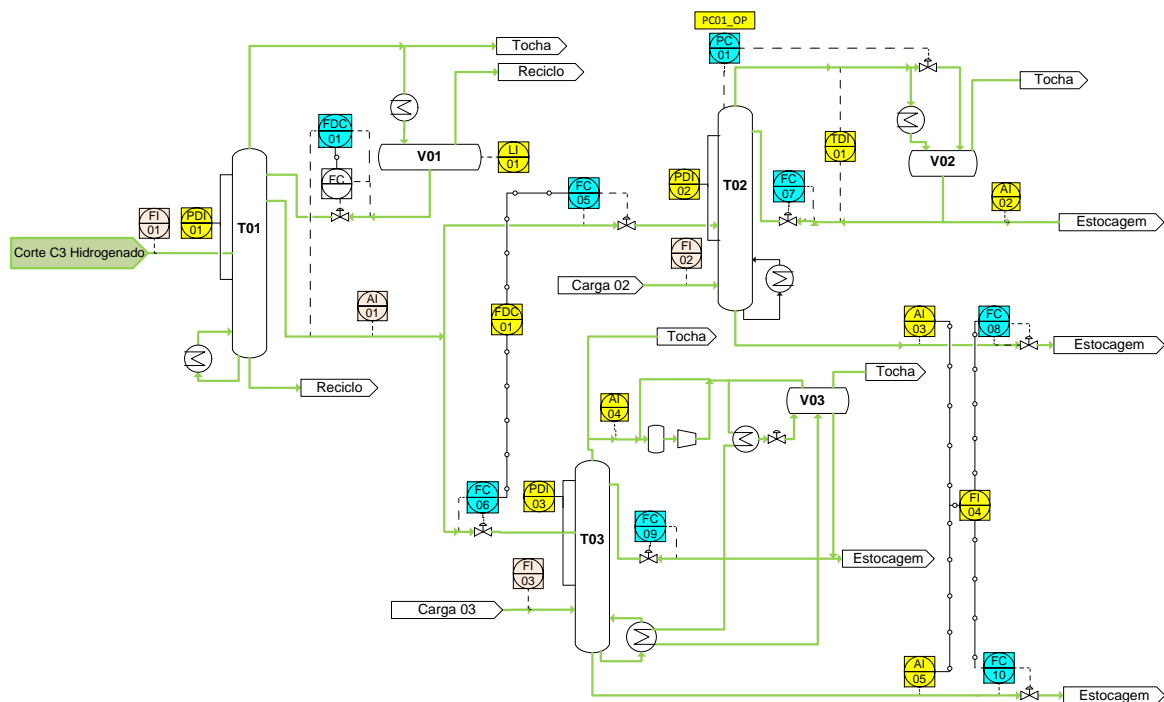 PC01_OP
PC
01
Tocha
Reciclo
Tocha
FDC
01
V01
LI
01
FC
TDI
01
V02
FC
05
PDI
02
T02
FC
07
AI
02
Estocagem
FI
01
PDI
01
T01
Corte C3 Hidrogenado
FI
02
Carga 02
AI
01
FDC
01
AI
03
FC
08
Estocagem
Tocha
Reciclo
Tocha
V03
AI
04
FC
06
PDI
03
T03
FC
09
FI
04
Estocagem
FI
03
Carga 03
AI
05
FC
10
Estocagem